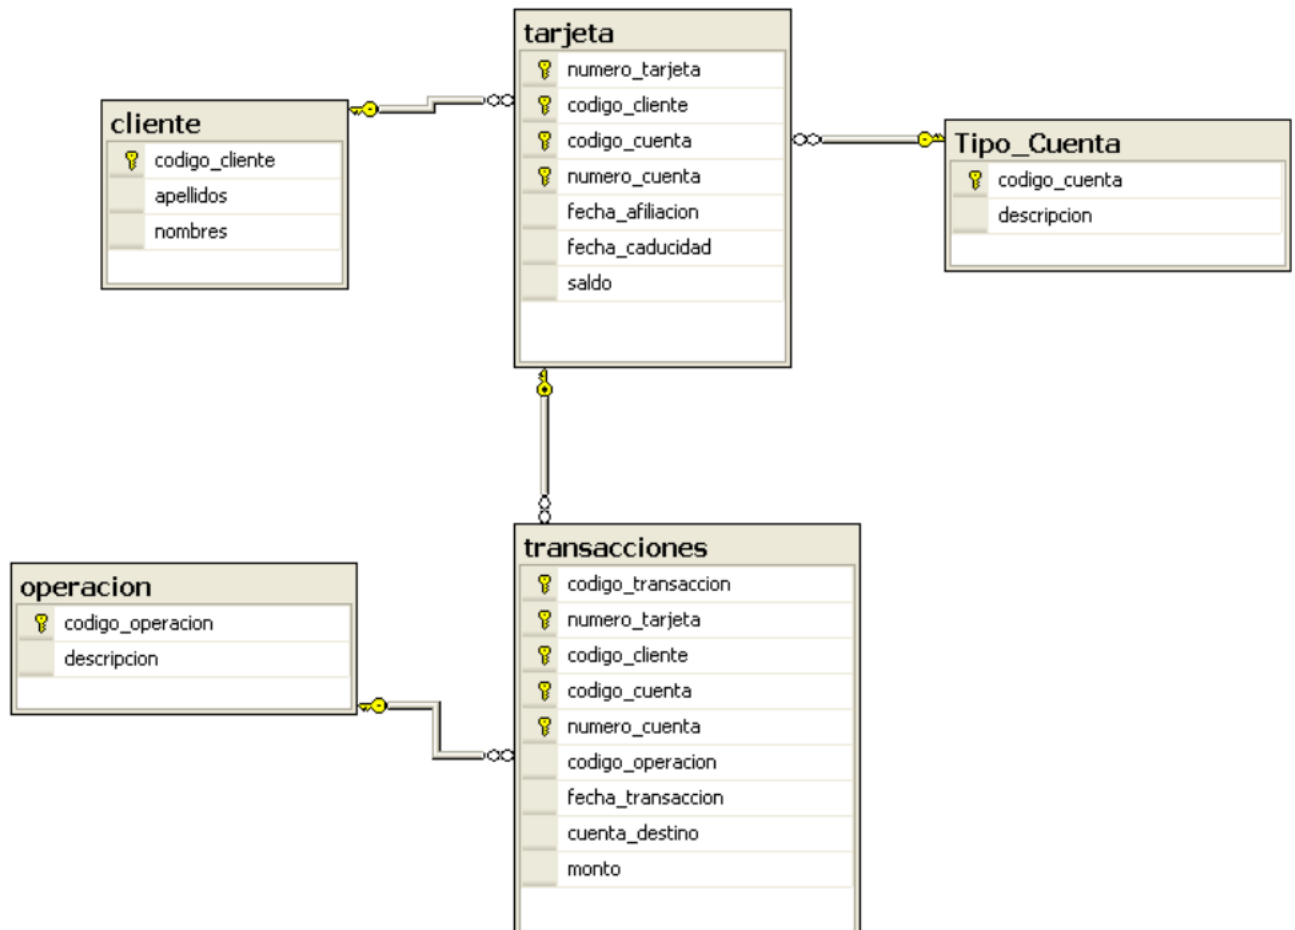 tarjeta
numero_tarjeta
codigo_cliente
codigo_cuenta
numero_cuenta
fecha_afiliacion
fecha_caducidad
saldo
cliente
codigo_cliente
apellidos
nombres
Tipo_Cuenta
codigo_cuenta
descripcion
transacciones
codigo_transaccion
numero_tarjeta
codigo_cliente
codigo_cuenta
numero_cuenta
codigo_operacion
fecha_transaccion
cuenta_destino
monto
operacion
codigo_operacion
descripcion